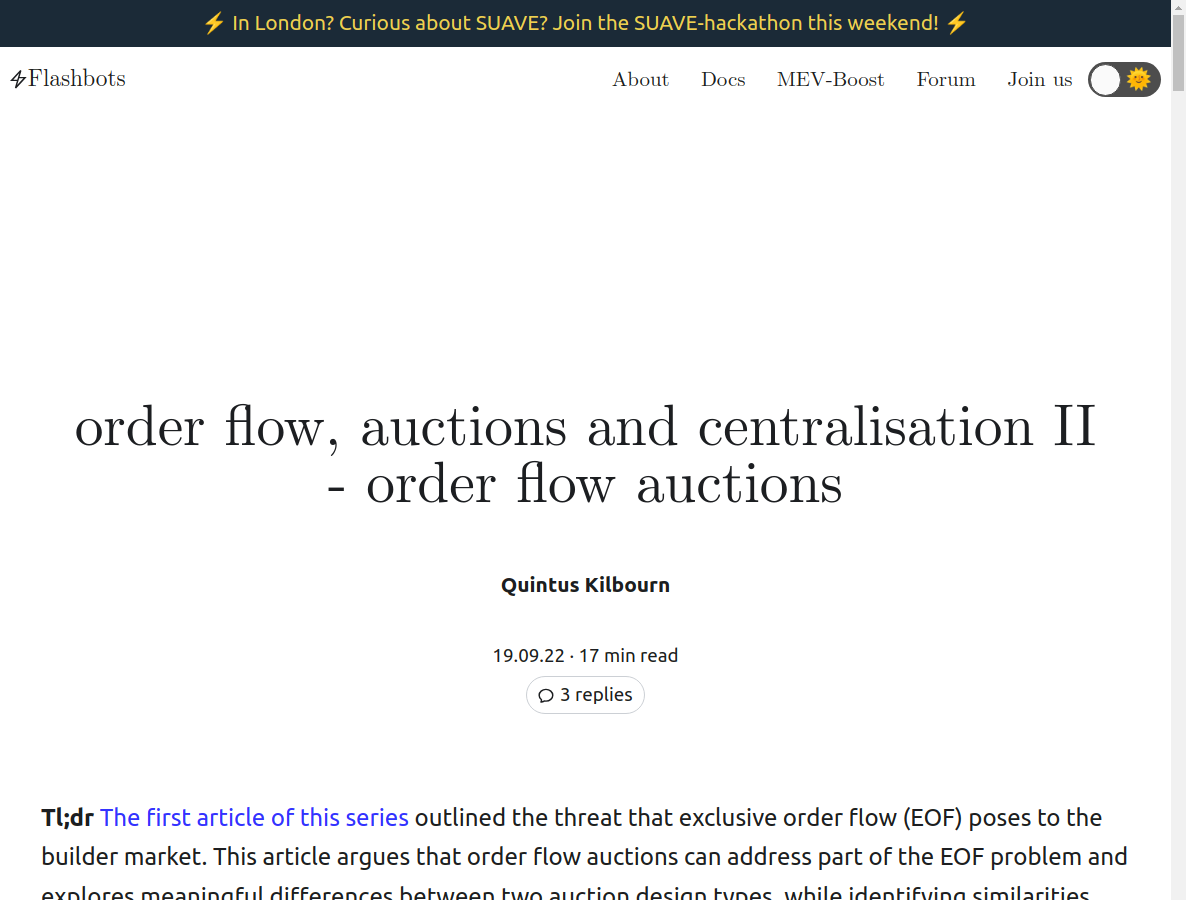 ⚡ In London? Curious about SUAVE? Join the SUAVE-hackathon this weekend! ⚡
Flashbots About Docs MEV-Boost Forum Join us
order flow, auctions and centralisation II
- order flow auctions
Quintus Kilbourn
19.09.22 · 17 min read
3 replies
Tl;dr The first article of this series outlined the threat that exclusive order flow (EOF) poses to the
builder market. This article argues that order flow auctions can address part of the EOF problem and
explores meaningful differences between two auction design types, while identifying similarities